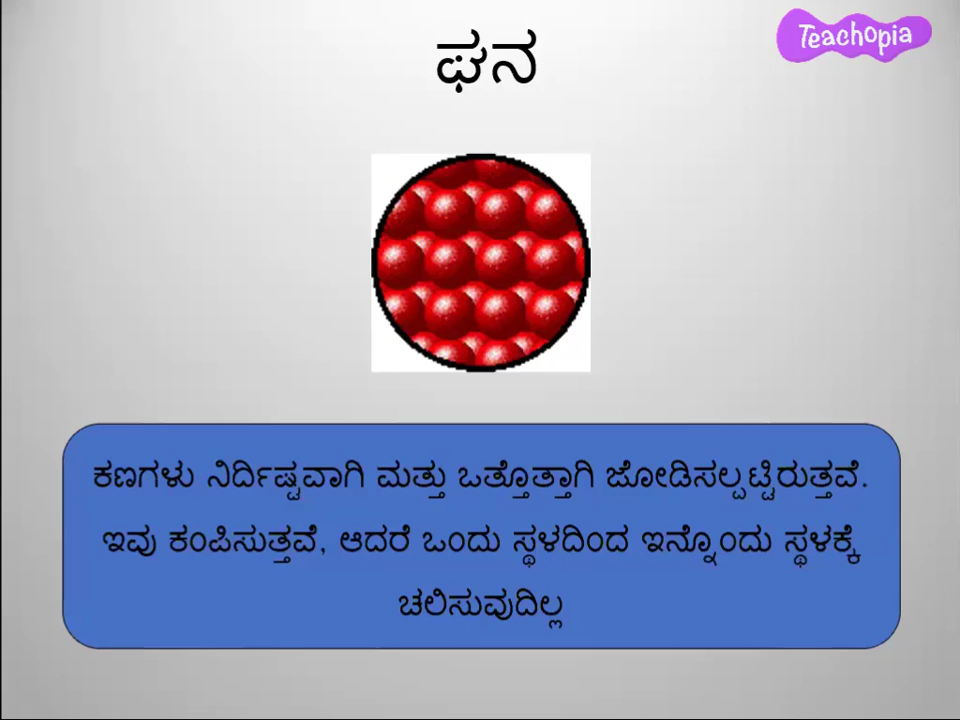 Teachopia
ಘನ
ಕಣಗಳು ನಿರ್ದಿಷ್ಟವಾಗಿ ಮತ್ತು ಒತ್ತೊತ್ತಾಗಿ ಜೋಡಿಸಲ್ಪಟ್ಟಿರುತ್ತವೆ.
ಇವು ಕಂಪಿಸುತ್ತವೆ, ಆದರೆ ಒಂದು ಸ್ಥಳದಿಂದ ಇನ್ನೊಂದು ಸ್ಥಳಕ್ಕೆ
ಚಲಿಸುವುದಿಲ್ಲ